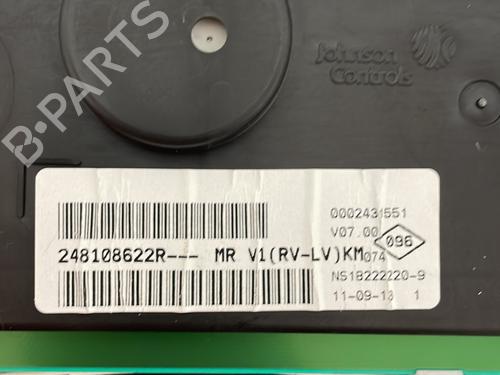 Johnson
Controls
B-PARTS
0002431551
V07.00
096
248108622R--- MR V1(RV-LV)KM
074
NS18222220-9
11-09-13 1